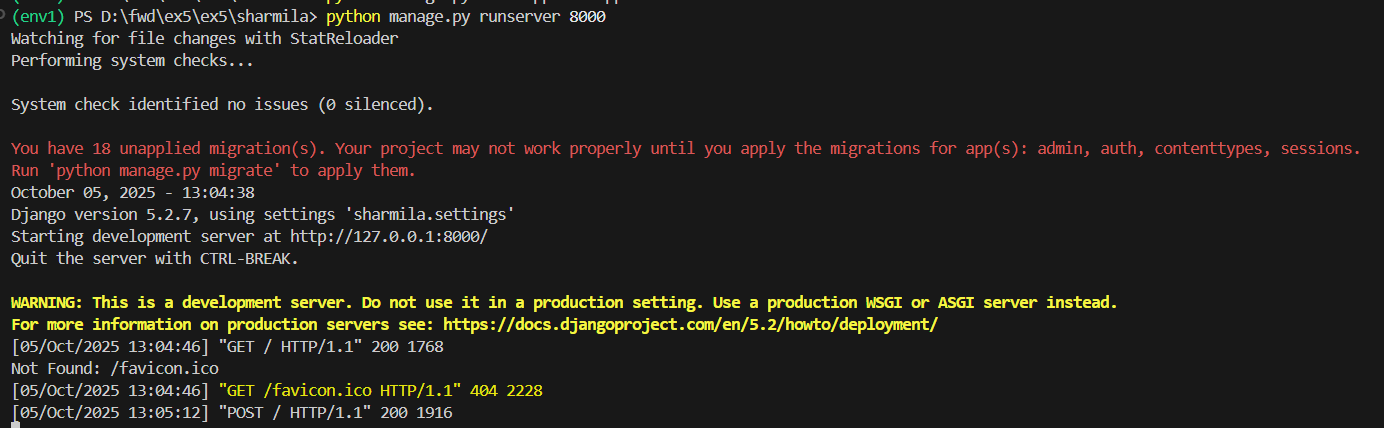 (env1) PS D:\fwd\ex5\ex5\sharmila> python manage.py runserver 8000
Watching for file changes with StatReloader
Performing system checks...
System check identified no issues (0 silenced).
You have 18 unapplied migration(s). Your project may not work properly until you apply the migrations for app(s): admin, auth, contenttypes, sessions.
Run 'python manage.py migrate' to apply them.
October 05, 2025 - 13:04:38
Django version 5.2.7, using settings 'sharmila.settings'
Starting development server at http://127.0.0.1:8000/
Quit the server with CTRL-BREAK.
WARNING: This is a development server. Do not use it in a production setting. Use a production WSGI or ASGI server instead.
For more information on production servers see: https://docs.djangoproject.com/en/5.2/howto/deployment/
[05/Oct/2025 13:04:46] "GET / HTTP/1.1" 200 1768
Not Found: /favicon.ico
[05/Oct/2025 13:04:46] "GET /favicon.ico HTTP/1.1" 404 2228
[05/Oct/2025 13:05:12] "POST / HTTP/1.1" 200 1916